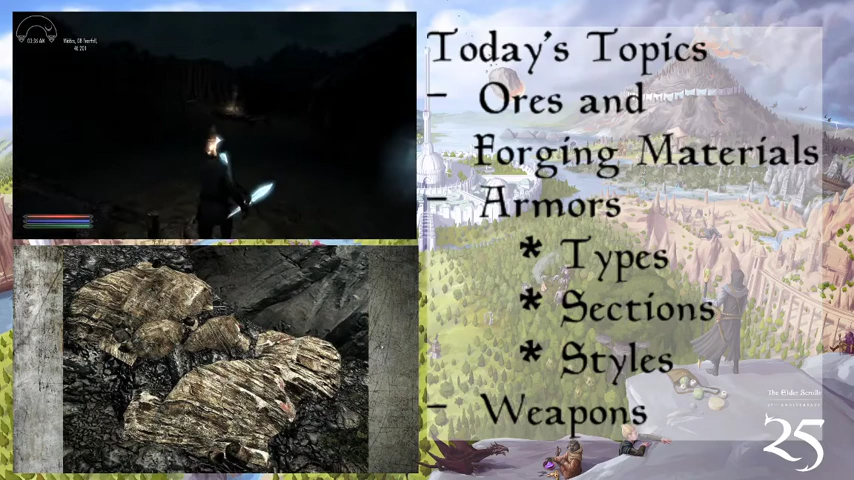 Today's Topics
- Ores and
Forging Materials
- Armors
* Types
* Sections
* Styles
- Weapons
The Elder Scrolls
25